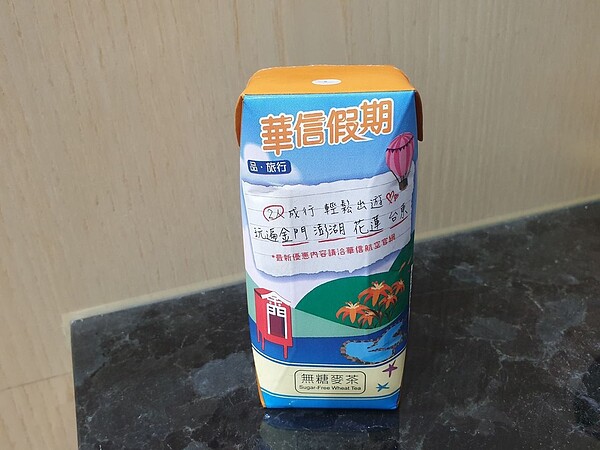 華信假期
品・旅行
2人成行 輕鬆出遊
玩遍金門 澎湖 花蓮 台東
*最新優惠內容請洽華信航空官網
無糖麥茶
Sugar-Free Wheat Tea